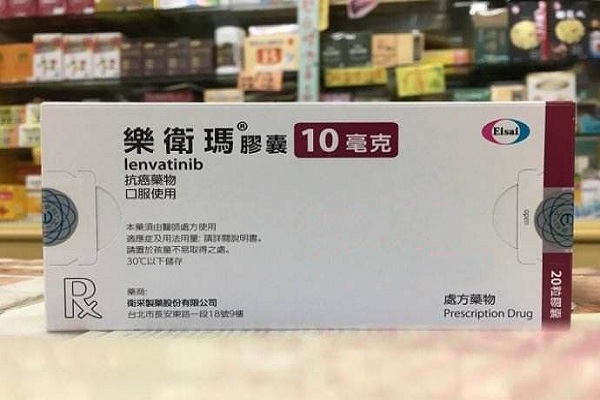 樂衛瑪®膠囊 10毫克
Eisai
lenvatinib
抗癌藥物
口服使用
本藥須由醫師處方使用
適應症及用法用量: 請詳閱說明書。
請置於孩童不易取得之處。
30℃以下儲存
open
Rx
藥商:
衛采製藥股份有限公司
台北市長安東路一段18號9樓
處方藥物
Prescription Drug
20粒膠囊